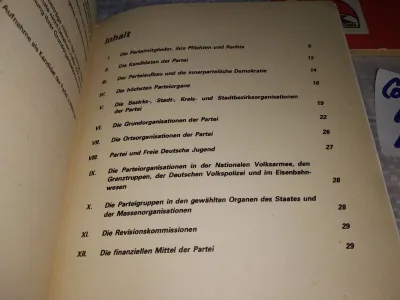 Inhalt
I. Die Parteimitglieder, ihre Pflichten und Rechte 6
II. Die Kandidaten der Partei 13
III. Der Parteiaufbau und die innerparteiliche Demokratie 14
IV. Die höchsten Parteiorgane 16
V. Die Bezirks-, Stadt-, Kreis- und Stadtbezirksorganisationen
der Partei 19
VI. Die Grundorganisationen der Partei 22
VII. Die Ortsorganisationen der Partei 26
VIII. Partei und Freie Deutsche Jugend 27
IX. Die Parteiorganisationen in der Nationalen Volksarmee, den
Grenztruppen, der Deutschen Volkspolizei und im Eisenbahn-
wesen 28
X. Die Parteigruppen in den gewählten Organen des Staates und
der Massenorganisationen 28
XI. Die Revisionskommissionen 29
XII. Die finanziellen Mittel der Partei 29